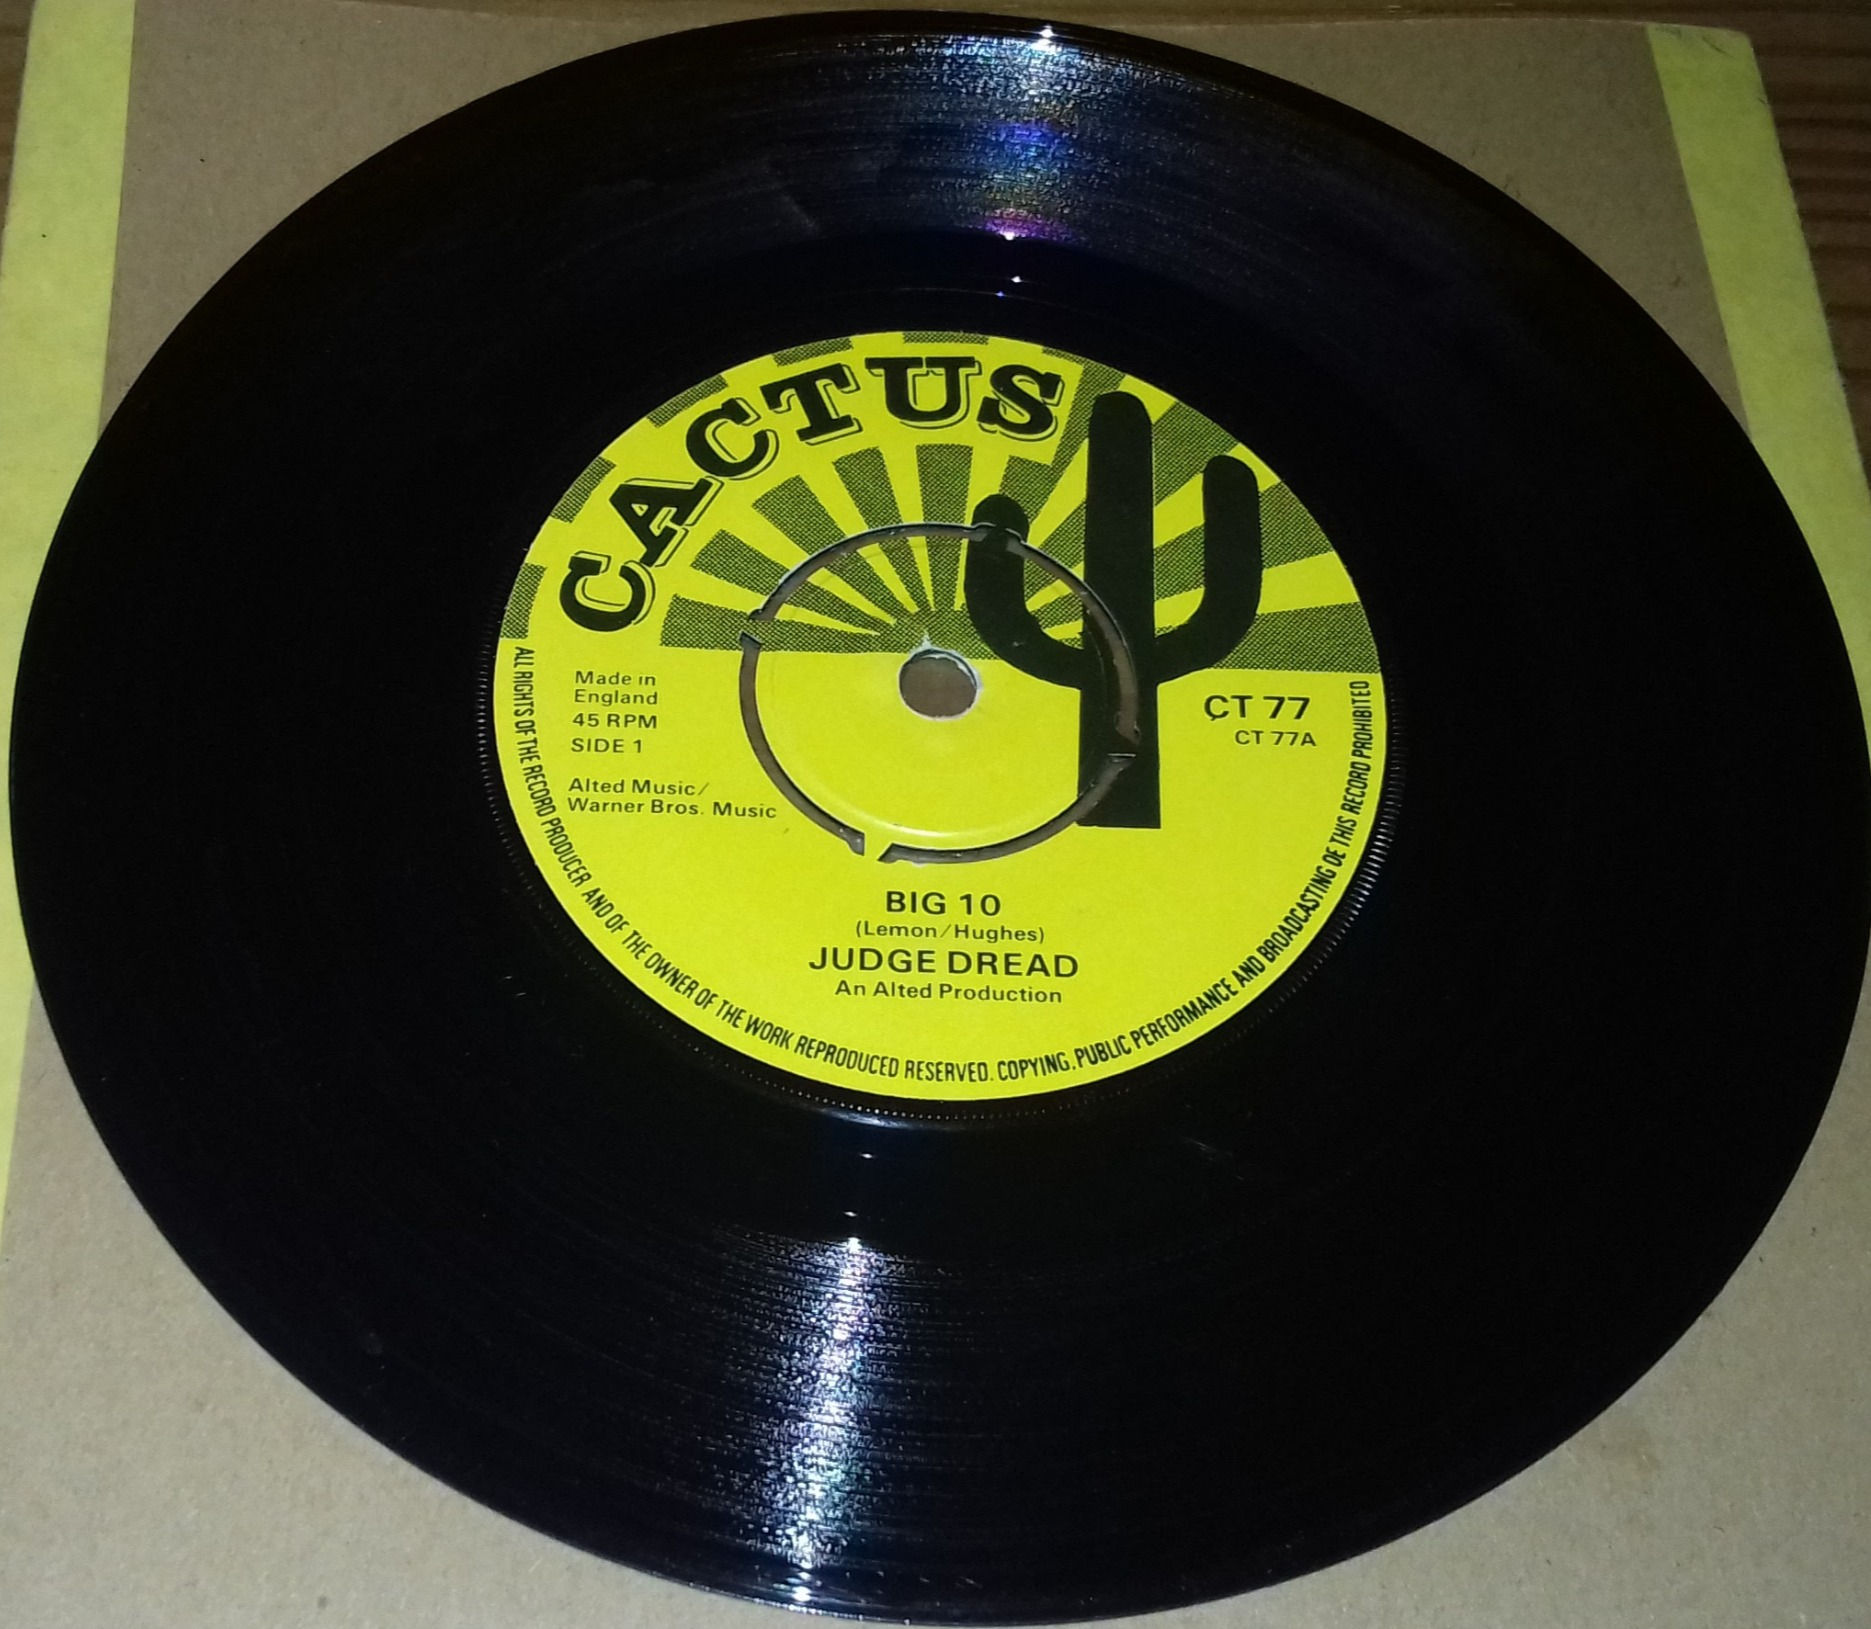 CACTUS
Made in
England
45 RPM
SIDE 1
Alted Music/
Warner Bros. Music
CT 77
CT 77A
BIG 10
(Lemon/Hughes)
JUDGE DREAD
An Alted Production
ALL RIGHTS OF THE RECORD PRODUCER AND OF THE OWNER OF THE WORK REPRODUCED RESERVED. COPYING, PUBLIC PERFORMANCE AND BROADCASTING OE THIS RECORD PROHIBITED